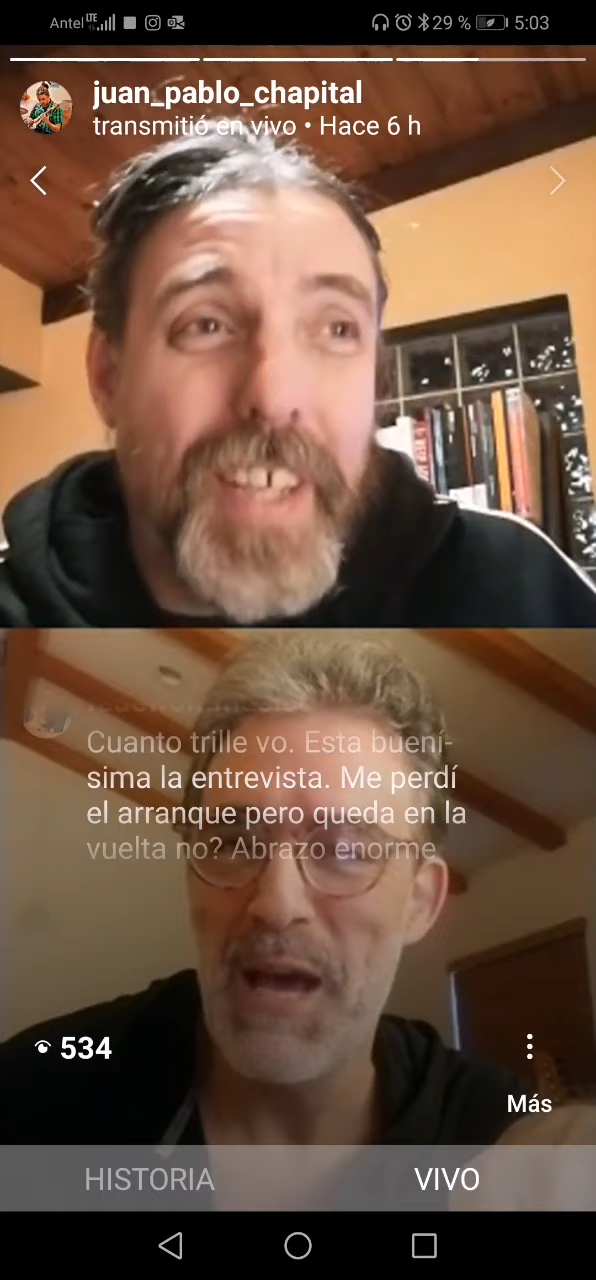 Antel LTE 29 % 5:03
juan_pablo_chapital
transmitió en vivo • Hace 6 h
Cuanto trille vo. Esta buení-
sima la entrevista. Me perdí
el arranque pero queda en la
vuelta no? Abrazo enorme
534
Más
HISTORIA VIVO